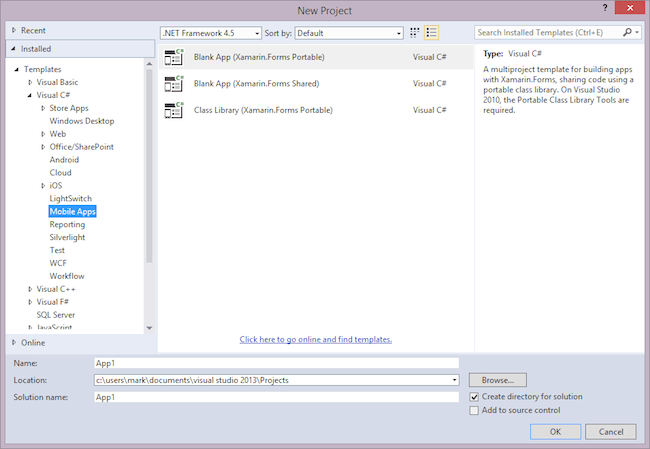 New Project
?
Recent
Installed
.NET Framework 4.5
Sort by:
Default
Search Installed Templates (Ctrl+E)
Templates
Visual Basic
Visual C#
Store Apps
Windows Desktop
Web
Office/SharePoint
Android
Cloud
iOS
LightSwitch
Mobile Apps
Reporting
Silverlight
Test
WCF
Workflow
Visual C++
Visual F#
SQL Server
JavaScript
Online
C#
Blank App (Xamarin.Forms Portable)
Visual C#
C#
Blank App (Xamarin.Forms Shared)
Visual C#
C#
Class Library (Xamarin.Forms Portable)
Visual C#
Click here to go online and find templates.
Type: Visual C#
A multiproject template for building apps
with Xamarin.Forms, sharing code using a
portable class library. On Visual Studio
2010, the Portable Class Library Tools are
required.
Name:
App1
Location:
c:\users\mark\documents\visual studio 2013\Projects
Browse...
Solution name:
App1
Create directory for solution
Add to source control
OK
Cancel